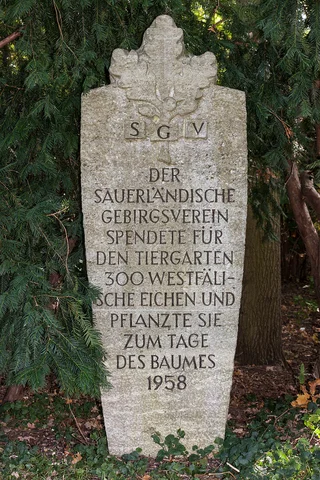 S G V
DER
SAUERLÄNDISCHE
GEBIRGSVEREIN
SPENDETE FÜR
DEN TIERGARTEN
300 WESTFÄLI-
SCHE EICHEN UND
PFLANZTE SIE
ZUM TAGE
DES BAUMES
1958